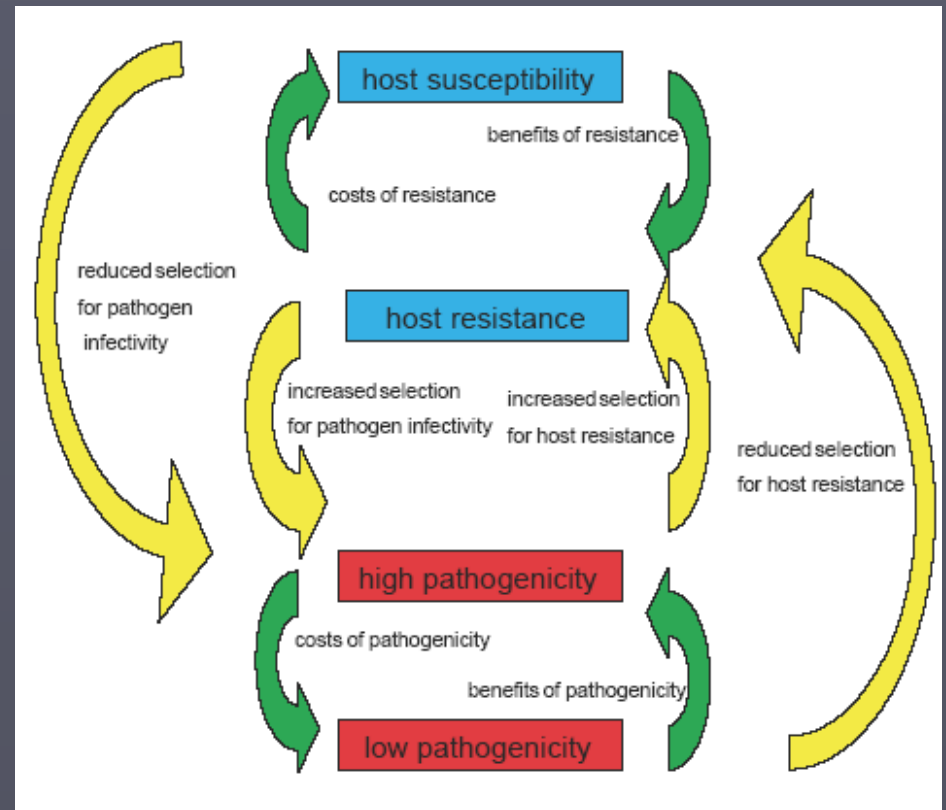 host susceptibility
benefits of resistance
costs of resistance
reduced selection
for pathogen
infectivity
host resistance
increased selection
for pathogen infectivity
increased selection
for host resistance
reduced selection
for host resistance
high pathogenicity
costs of pathogenicity
benefits of pathogenicity
low pathogenicity